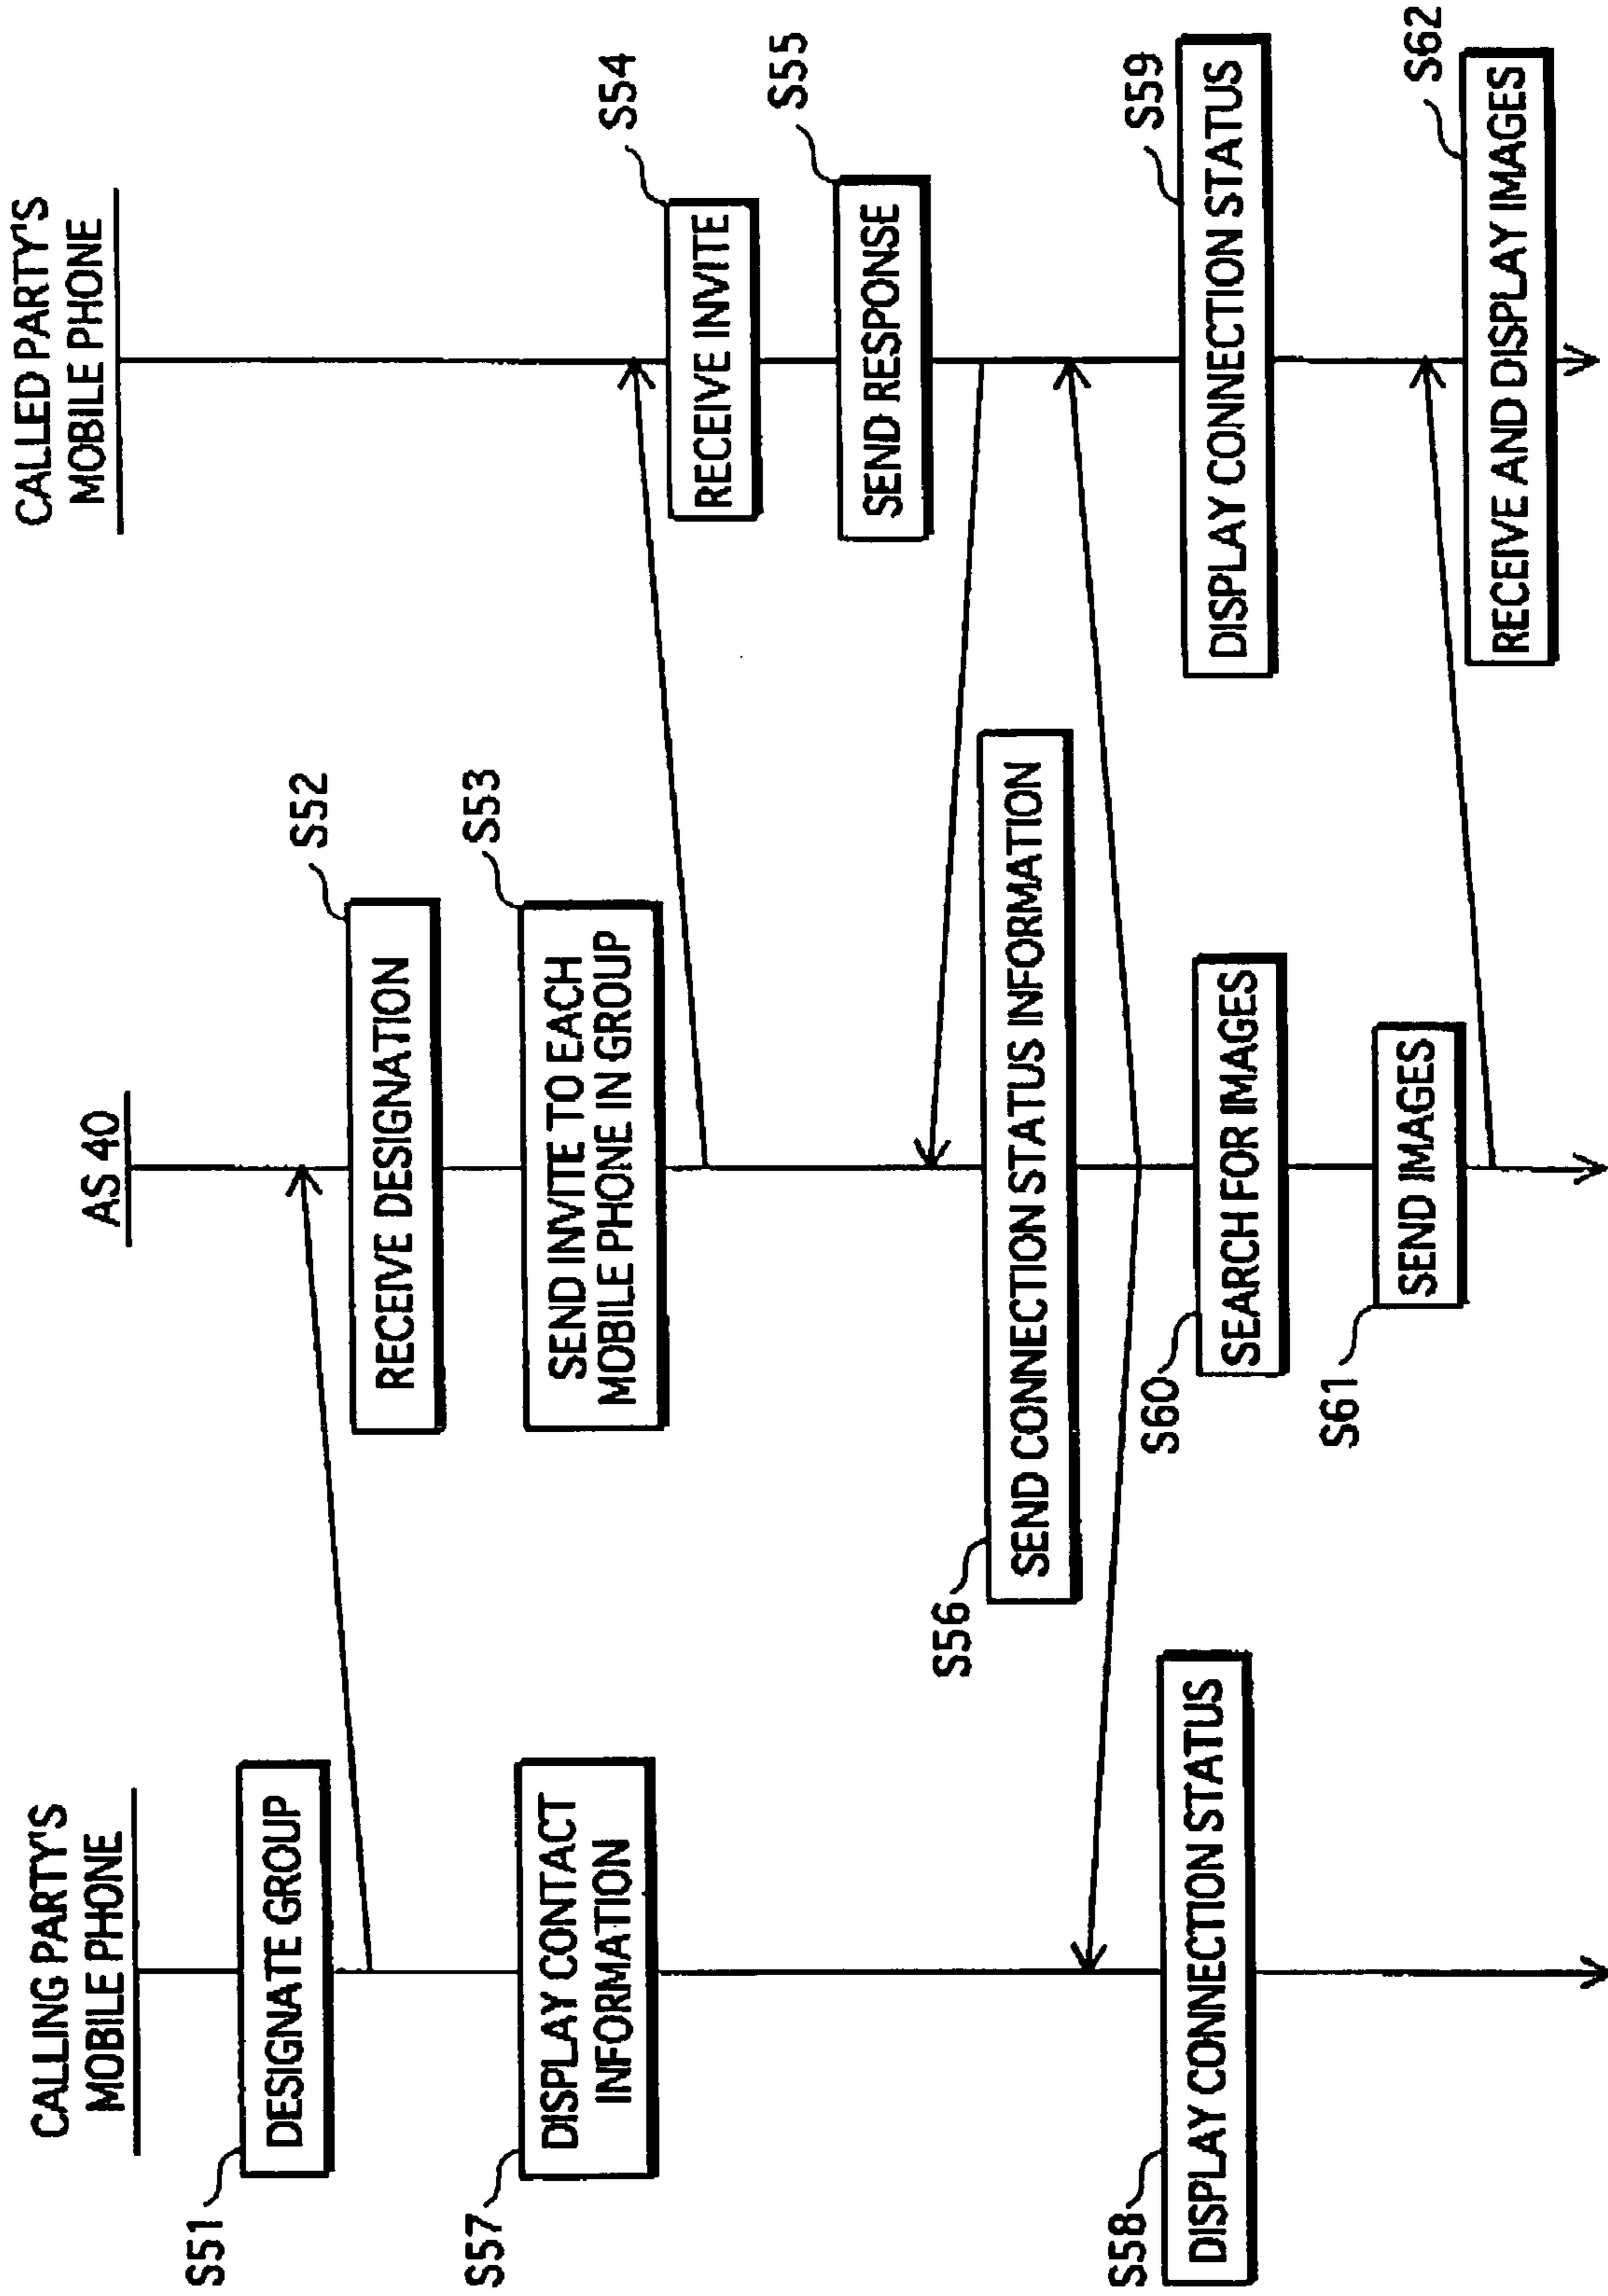 CALLING PARTY'S
MOBILE PHONE
AS 40
CALLED PARTY'S
MOBILE PHONE
S51
DESIGNATE GROUP
S52
RECEIVE DESIGNATION
S57
DISPLAY CONTACT
INFORMATION
S53
SEND INVITE TO EACH
MOBILE PHONE IN GROUP
S54
RECEIVE INVITE
S55
SEND RESPONSE
S56
SEND CONNECTION STATUS INFORMATION
S58
DISPLAY CONNECTION STATUS
S59
DISPLAY CONNECTION STATUS
S60
SEARCH FOR IMAGES
S61
SEND IMAGES
S62
RECEIVE AND DISPLAY IMAGES